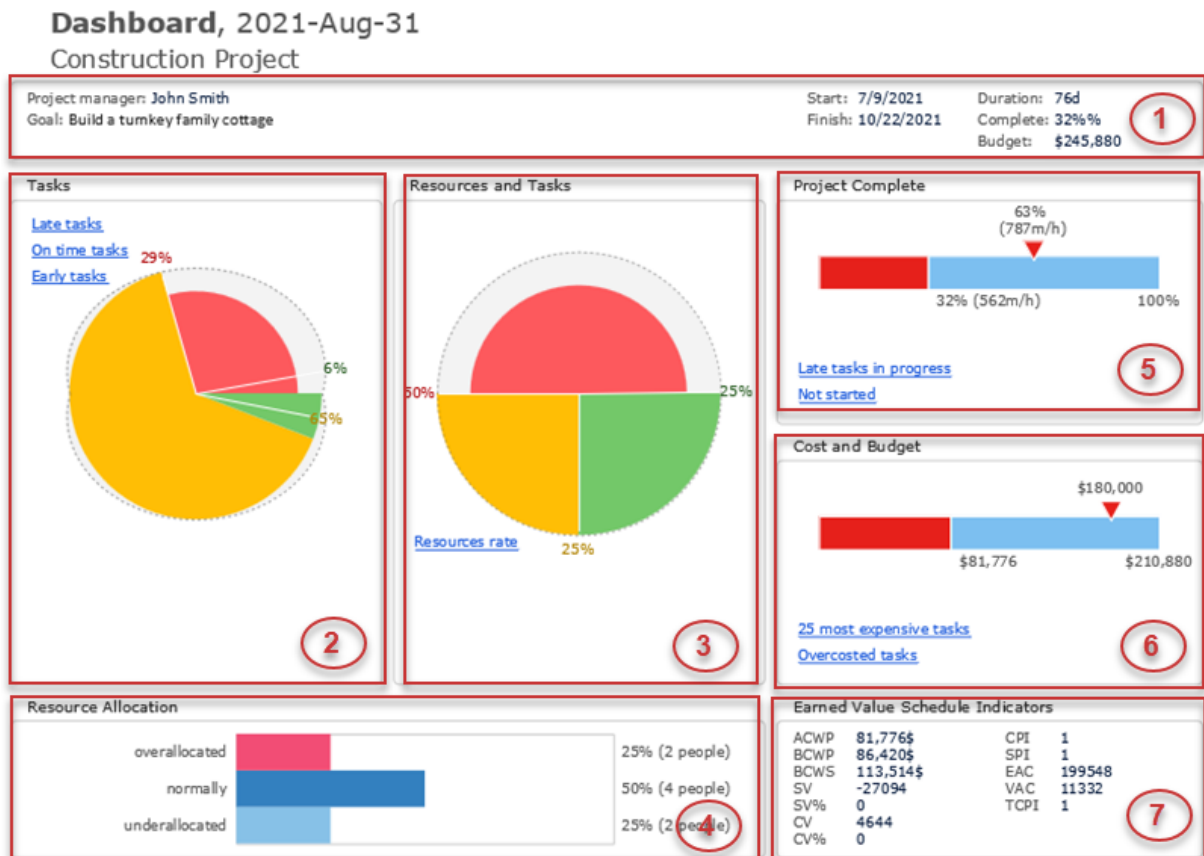 Dashboard, 2021-Aug-31
Construction Project
Project manager: John Smith
Goal: Build a turnkey family cottage
Start: 7/9/2021
Finish: 10/22/2021
Duration: 76d
Complete: 32%%
Budget: $245,880
1
Tasks
Late tasks
On time tasks
Early tasks
29%
6%
65%
2
Resources and Tasks
50%
25%
25%
Resources rate
3
Project Complete
63%
(787m/h)
32% (562m/h)
100%
Late tasks in progress
Not started
5
Cost and Budget
$180,000
$81,776
$210,880
25 most expensive tasks
Overcosted tasks
6
Resource Allocation
overallocated 25% (2 people)
normally 50% (4 people)
underallocated 25% (2 people)
4
Earned Value Schedule Indicators
ACWP 81,776$ CPI 1
BCWP 86,420$ SPI 1
BCWS 113,514$ EAC 199548
SV -27094 VAC 11332
SV% 0 TCPI 1
CV 4644
CV% 0
7